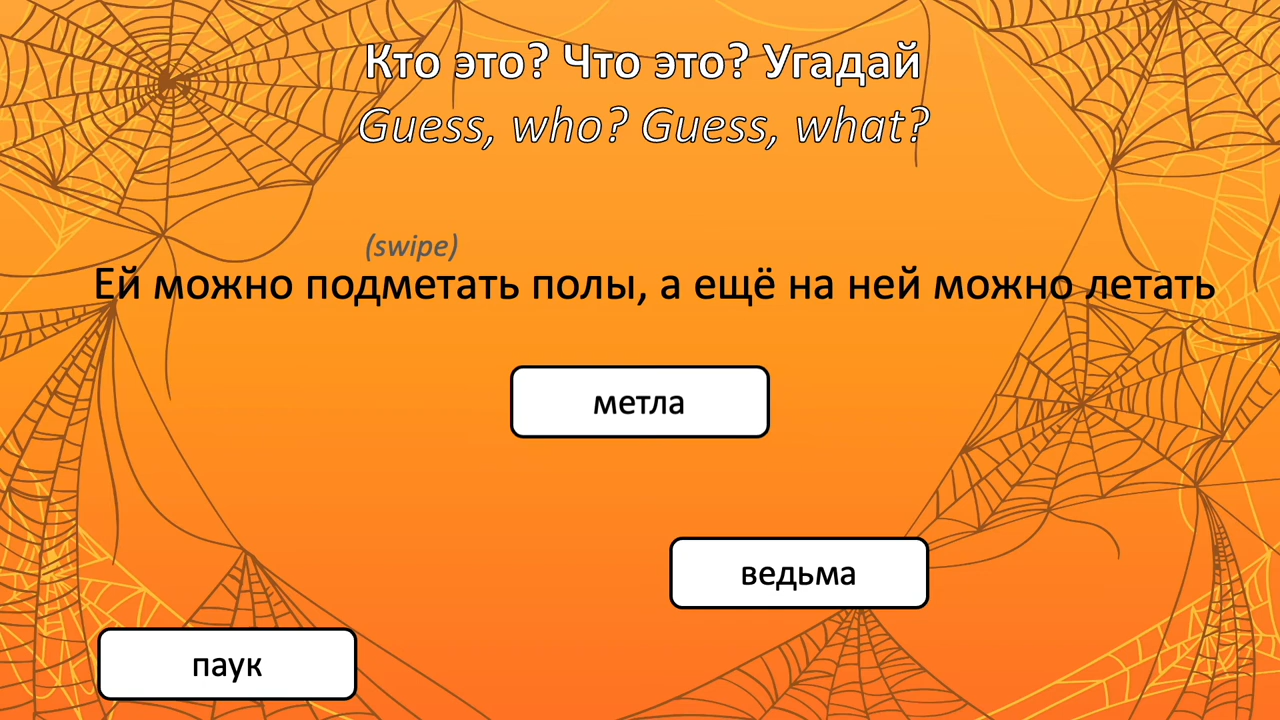 Кто это? Что это? Угадай
Guess, who? Guess, what?
(swipe)
Ей можно подметать полы, а ещё на ней можно летать
метла
ведьма
паук